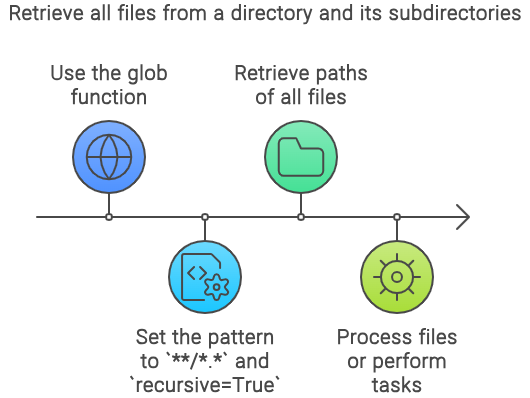 Retrieve all files from a directory and its subdirectories
Use the glob
function
Retrieve paths
of all files
Set the pattern
to `**/*.*` and
`recursive=True`
Process files
or perform
tasks